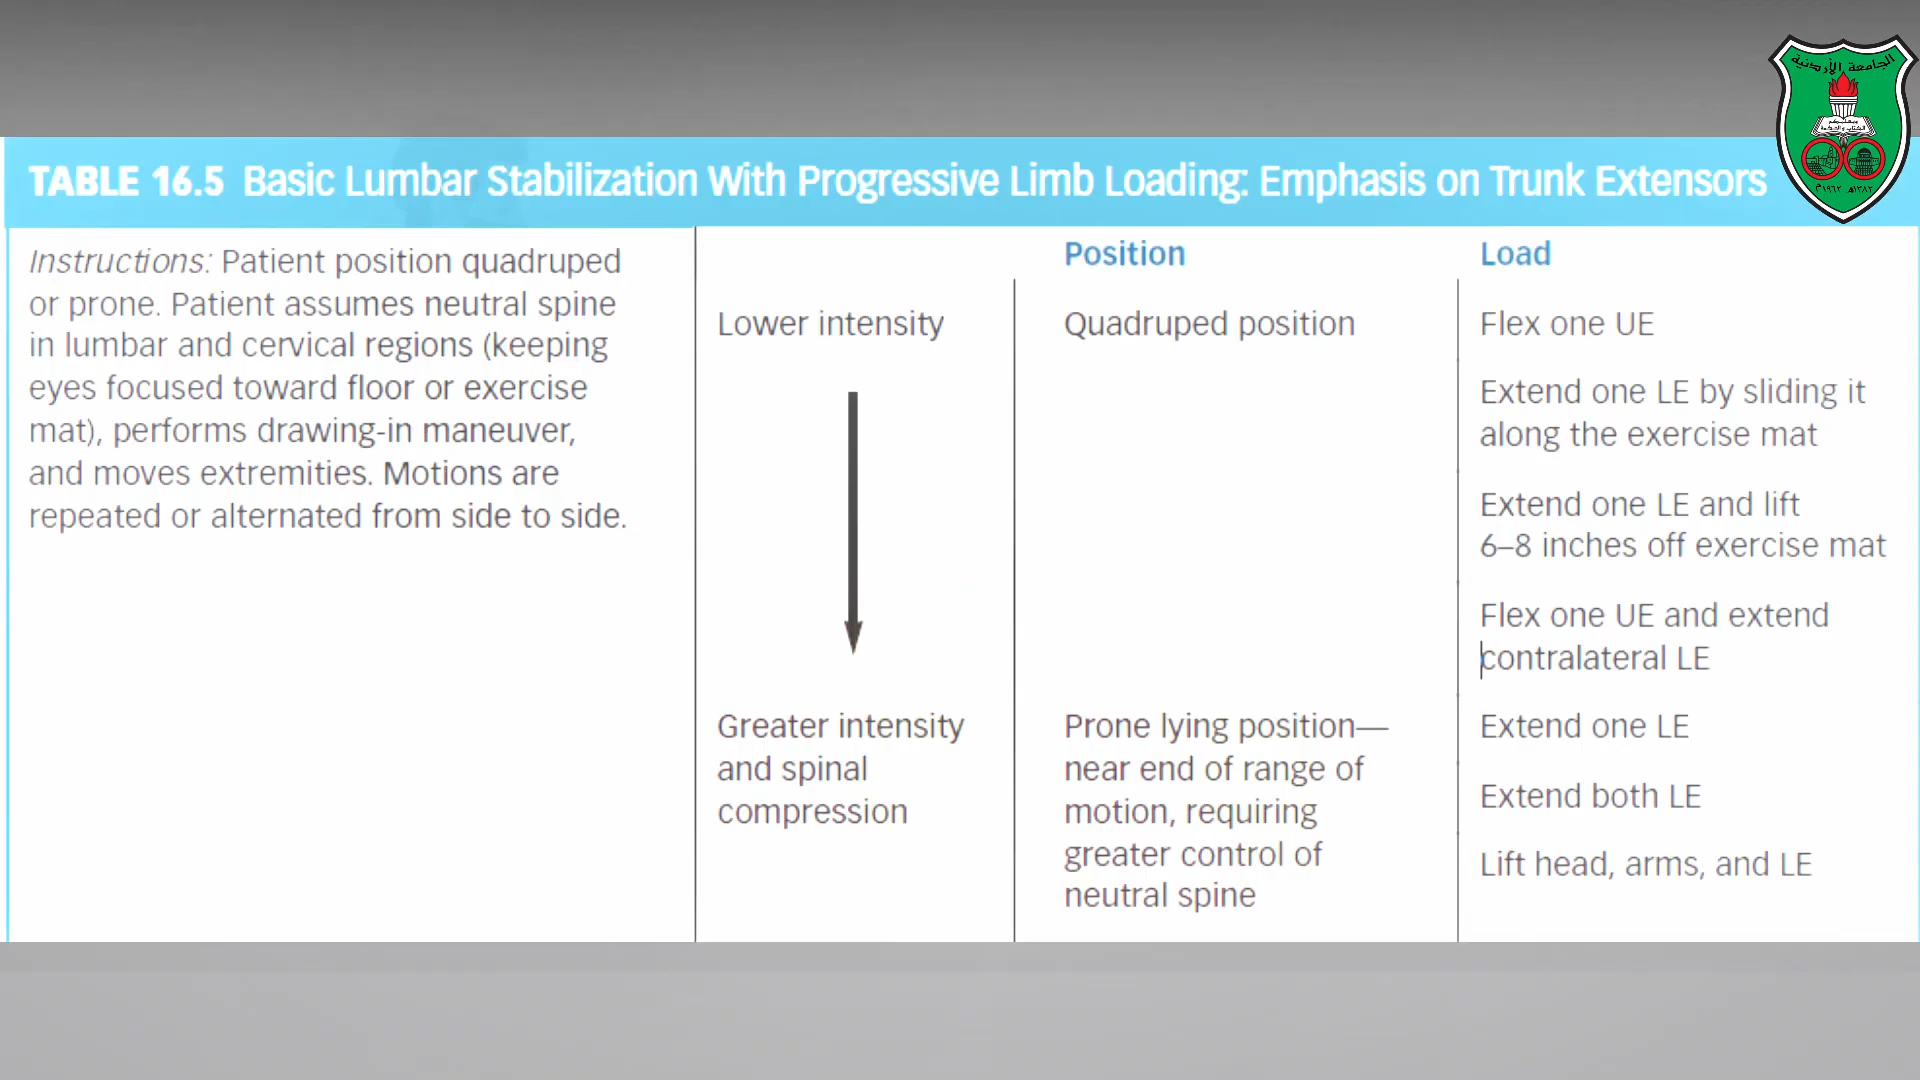 الجامعة الأردنية
TABLE 16.5 Basic Lumbar Stabilization With Progressive Limb Loading: Emphasis on Trunk Extensors
Instructions: Patient position quadruped
or prone. Patient assumes neutral spine
in lumbar and cervical regions (keeping
eyes focused toward floor or exercise
mat), performs drawing-in maneuver,
and moves extremities. Motions are
repeated or alternated from side to side.
Position
Load
Lower intensity
Quadruped position
Flex one UE
Extend one LE by sliding it
along the exercise mat
Extend one LE and lift
6–8 inches off exercise mat
Flex one UE and extend
contralateral LE
Greater intensity
and spinal
compression
Prone lying position—
near end of range of
motion, requiring
greater control of
neutral spine
Extend one LE
Extend both LE
Lift head, arms, and LE